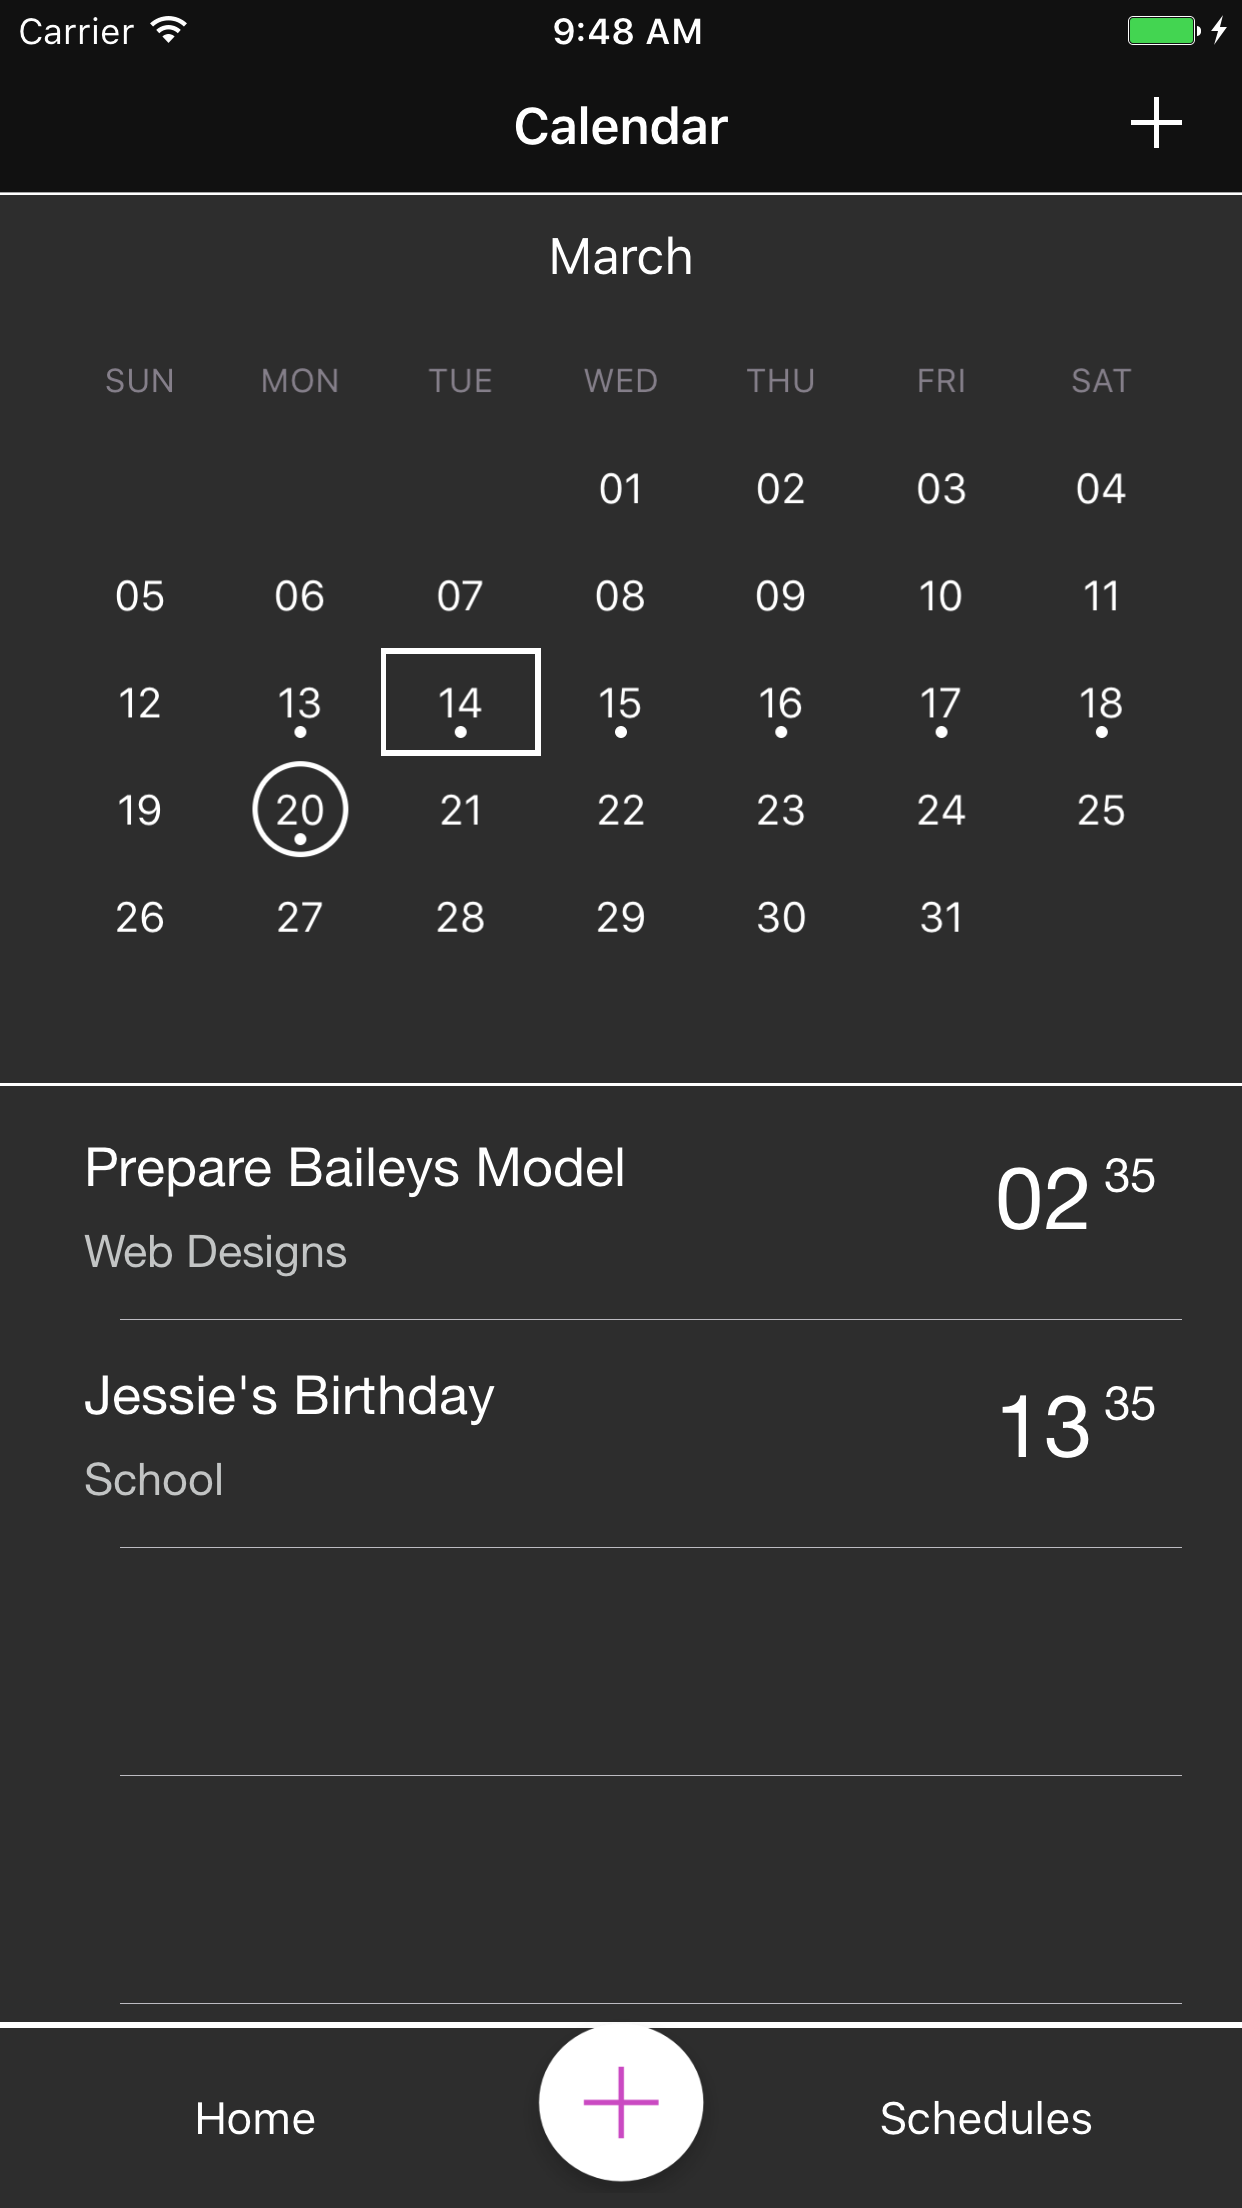 Carrier 9:48 AM
Calendar
March
SUN MON TUE WED THU FRI SAT
01 02 03 04
05 06 07 08 09 10 11
12 13 14 15 16 17 18
19 20 21 22 23 24 25
26 27 28 29 30 31
Prepare Baileys Model 02 35
Web Designs
Jessie's Birthday 13 35
School
Home Schedules